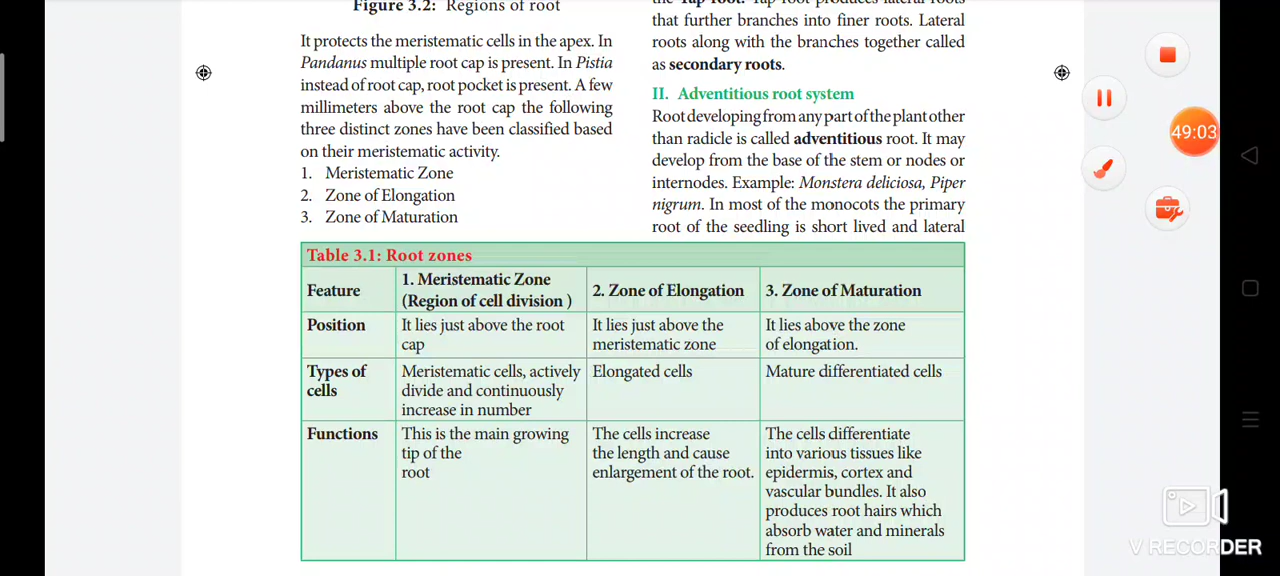 Figure 3.2: Regions of root
It protects the meristematic cells in the apex. In
Pandanus multiple root cap is present. In Pistia
instead of root cap, root pocket is present. A few
millimeters above the root cap the following
three distinct zones have been classified based
on their meristematic activity.
1. Meristematic Zone
2. Zone of Elongation
3. Zone of Maturation
the Tap root. Tap root produces lateral roots
that further branches into finer roots. Lateral
roots along with the branches together called
as secondary roots.
II. Adventitious root system
Root developing from any part of the plant other
than radicle is called adventitious root. It may
develop from the base of the stem or nodes or
internodes. Example: Monstera deliciosa, Piper
nigrum. In most of the monocots the primary
root of the seedling is short lived and lateral
Table 3.1: Root zones
Feature
1. Meristematic Zone
(Region of cell division )
2. Zone of Elongation
3. Zone of Maturation
Position
It lies just above the root
cap
It lies just above the
meristematic zone
It lies above the zone
of elongation.
Types of
cells
Meristematic cells, actively
divide and continuously
increase in number
Elongated cells
Mature differentiated cells
Functions
This is the main growing
tip of the
root
The cells increase
the length and cause
enlargement of the root.
The cells differentiate
into various tissues like
epidermis, cortex and
vascular bundles. It also
produces root hairs which
absorb water and minerals
from the soil
49:03
V RECORDER